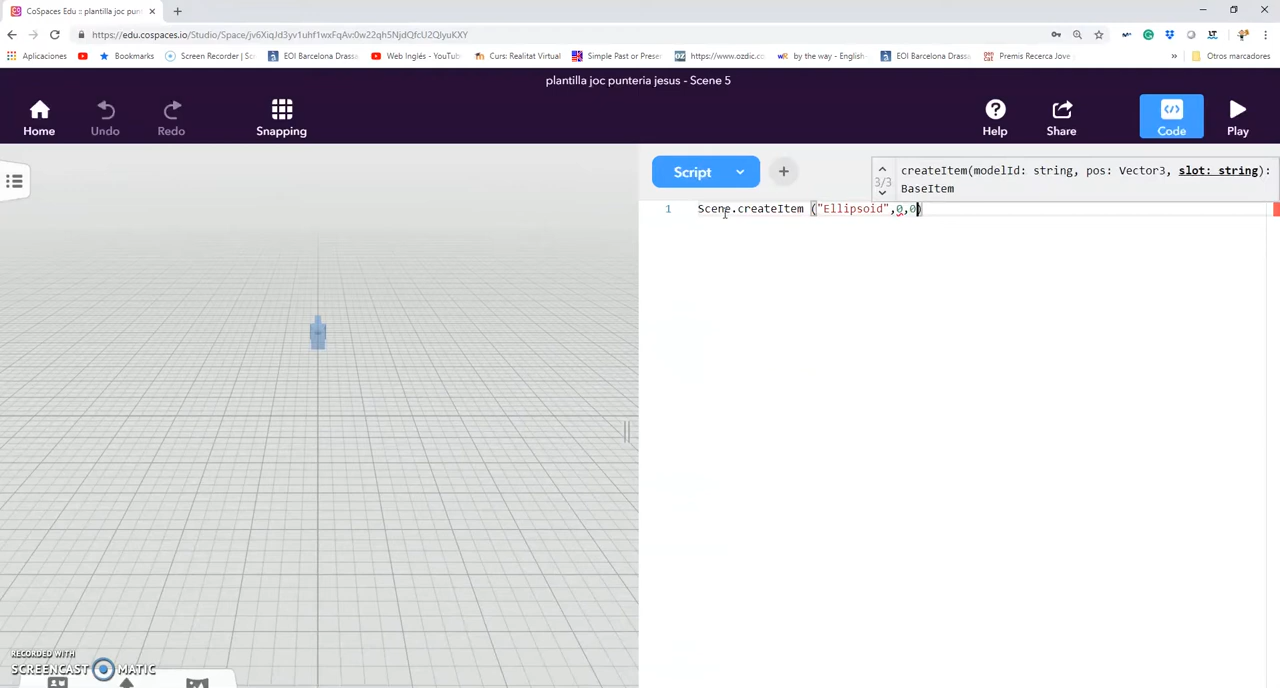 CoSpaces Edu :: plantilla joc punt
https://edu.cospaces.io/Studio/Space/jv6XiqJd3yv1uhf1wxFqAv0w22qh5NjdQfcU2QlyuKXY
Aplicaciones Bookmarks Screen Recorder | Sc EOI Barcelona Drass Web Inglés - YouTub Curs: Realitat Virtual Simple Past or Prese https://www.ozdic.c by the way - English EOI Barcelona Drassa Premis Recerca Jove - » Otros marcadores
plantilla joc punteria jesus - Scene 5
Home Undo Redo Snapping Help Share Code Play
Script +
3/3 createItem(modelId: string, pos: Vector3, slot: string):
BaseItem
1 Scene.createItem ("Ellipsoid",0,0)
RECORDED WITH
SCREENCAST MATIC